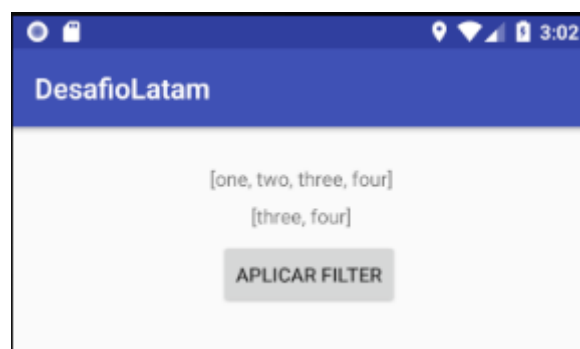 3:02
DesafioLatam
[one, two, three, four]
[three, four]
APLICAR FILTER